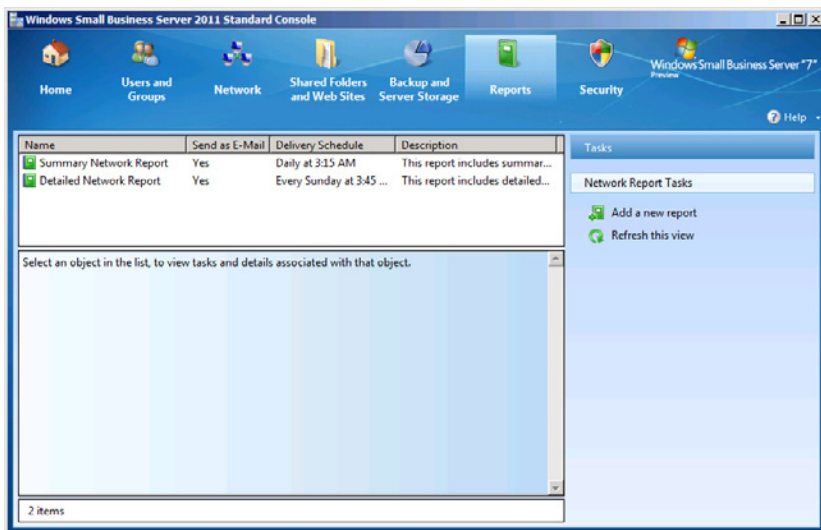 Windows Small Business Server 2011 Standard Console
Home
Users and
Groups
Network
Shared Folders
and Web Sites
Backup and
Server Storage
Reports
Security
Windows Small Business Server "7"
Preview
Help
Name Send as E-Mail Delivery Schedule Description
Summary Network Report Yes Daily at 3:15 AM This report includes summar...
Detailed Network Report Yes Every Sunday at 3:45 ... This report includes detailed...
Select an object in the list, to view tasks and details associated with that object.
2 items
Tasks
Network Report Tasks
Add a new report
Refresh this view